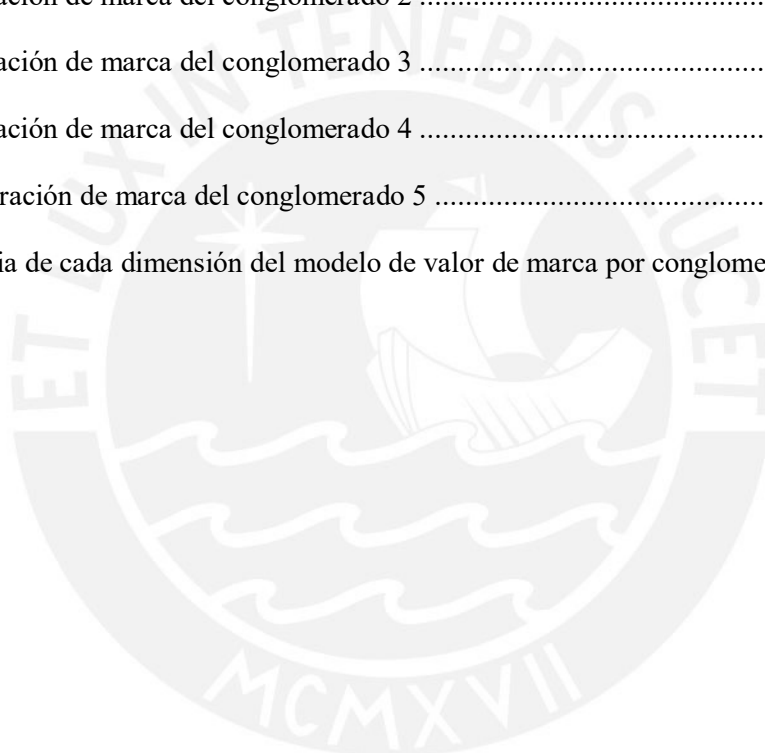 ación de marca del conglomerado 2 ..........................................
ación de marca del conglomerado 3 ..........................................
ación de marca del conglomerado 4 ..........................................
ración de marca del conglomerado 5 ........................................
ia de cada dimensión del modelo de valor de marca por conglome
ET LUX IN TENEBRIS LUCET
MCMXVII